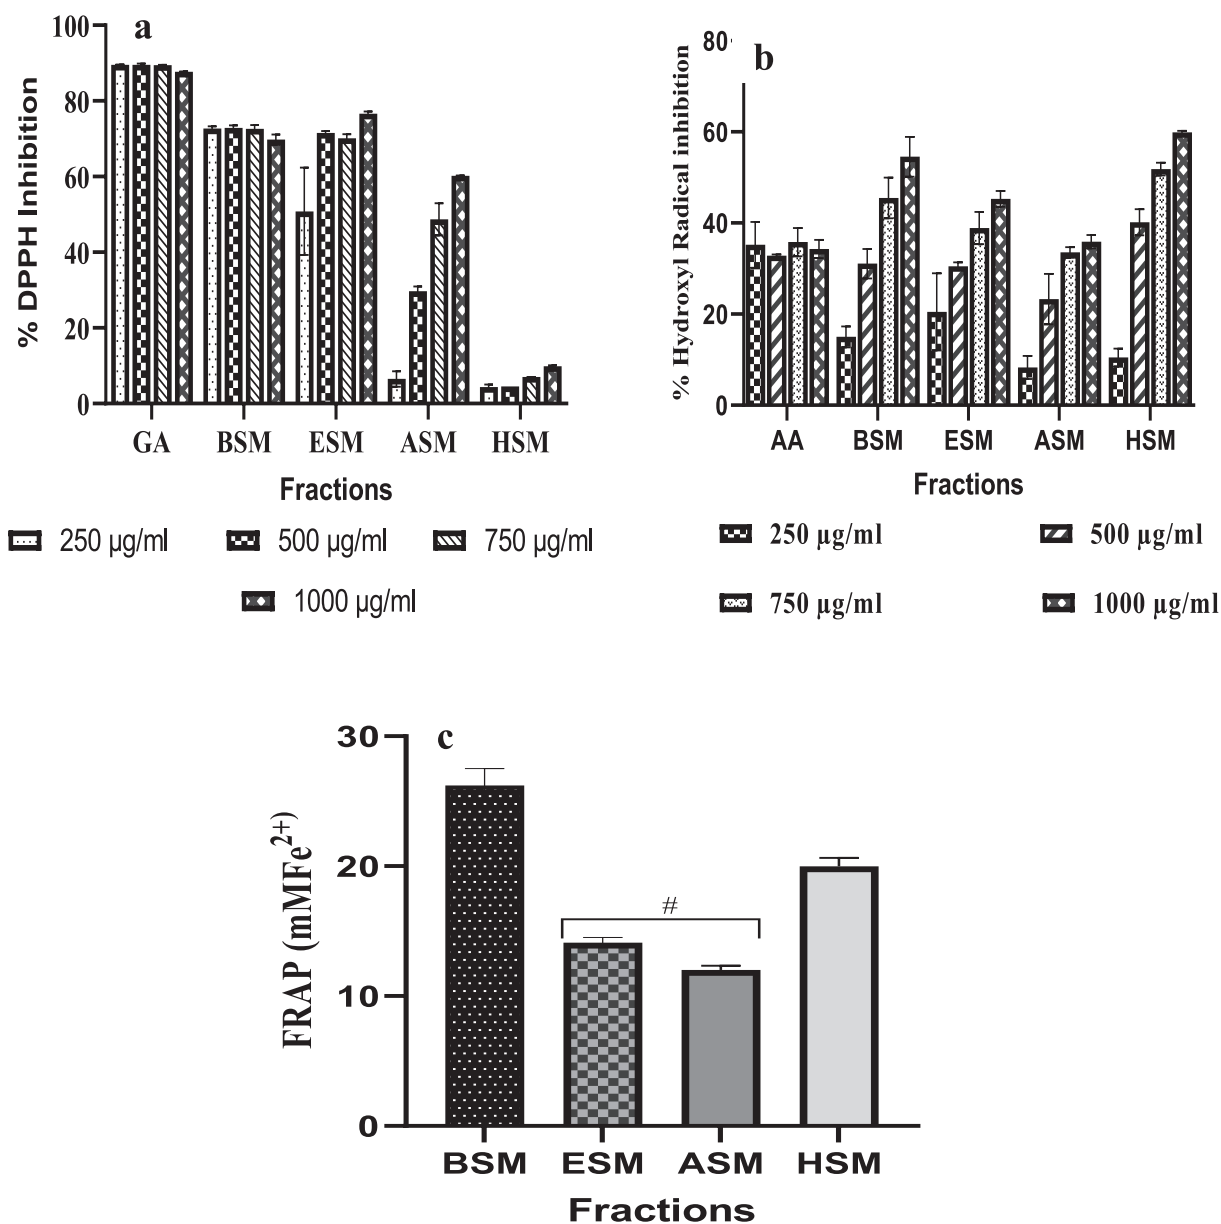 a
% DPPH Inhibition
100
80
60
40
20
0
GA BSM ESM ASM HSM
Fractions
250 µg/ml 500 µg/ml 750 µg/ml
1000 µg/ml
b
% Hydroxyl Radical inhibition
80
60
40
20
0
AA BSM ESM ASM HSM
Fractions
250 µg/ml 500 µg/ml
750 µg/ml 1000 µg/ml
c
FRAP (mMFe²⁺)
30
20
10
0
#
BSM ESM ASM HSM
Fractions